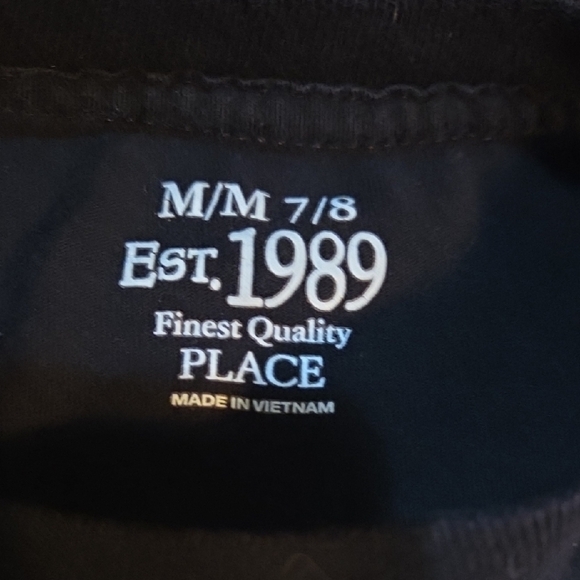 M/M 7/8
EST. 1989
Finest Quality
PLACE
MADE IN VIETNAM